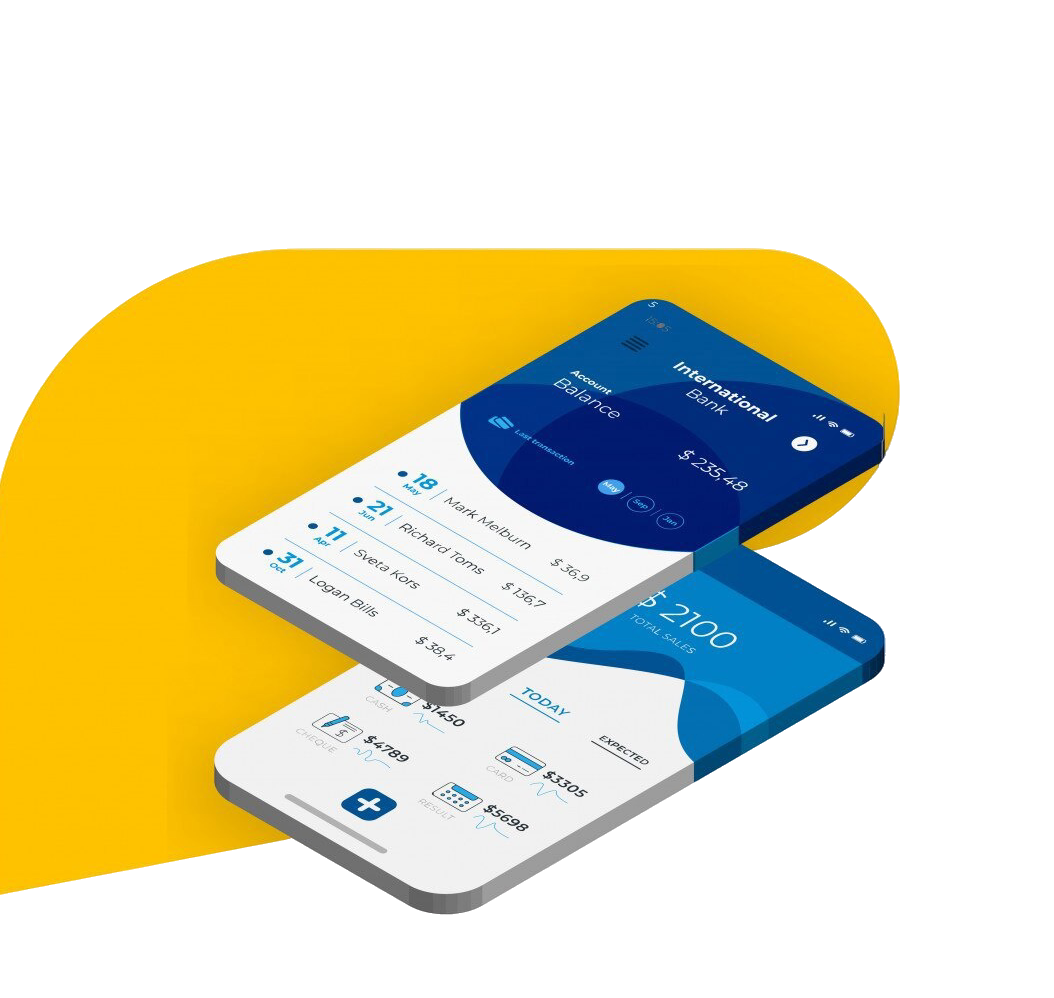 International
Bank
Account
Balance
Last transaction
$ 235,48
May
Sep
Jan
18
May
Mark Melburn
$ 36,9
21
Jun
Richard Toms
$ 136,7
11
Apr
Sveta Kors
$ 336,1
31
Oct
Logan Bills
$ 38,4
$ 2100
TOTAL SALES
TODAY
EXPECTED
CASH
$1450
CHEQUE
$4789
CARD
$3305
RESULT
$5698